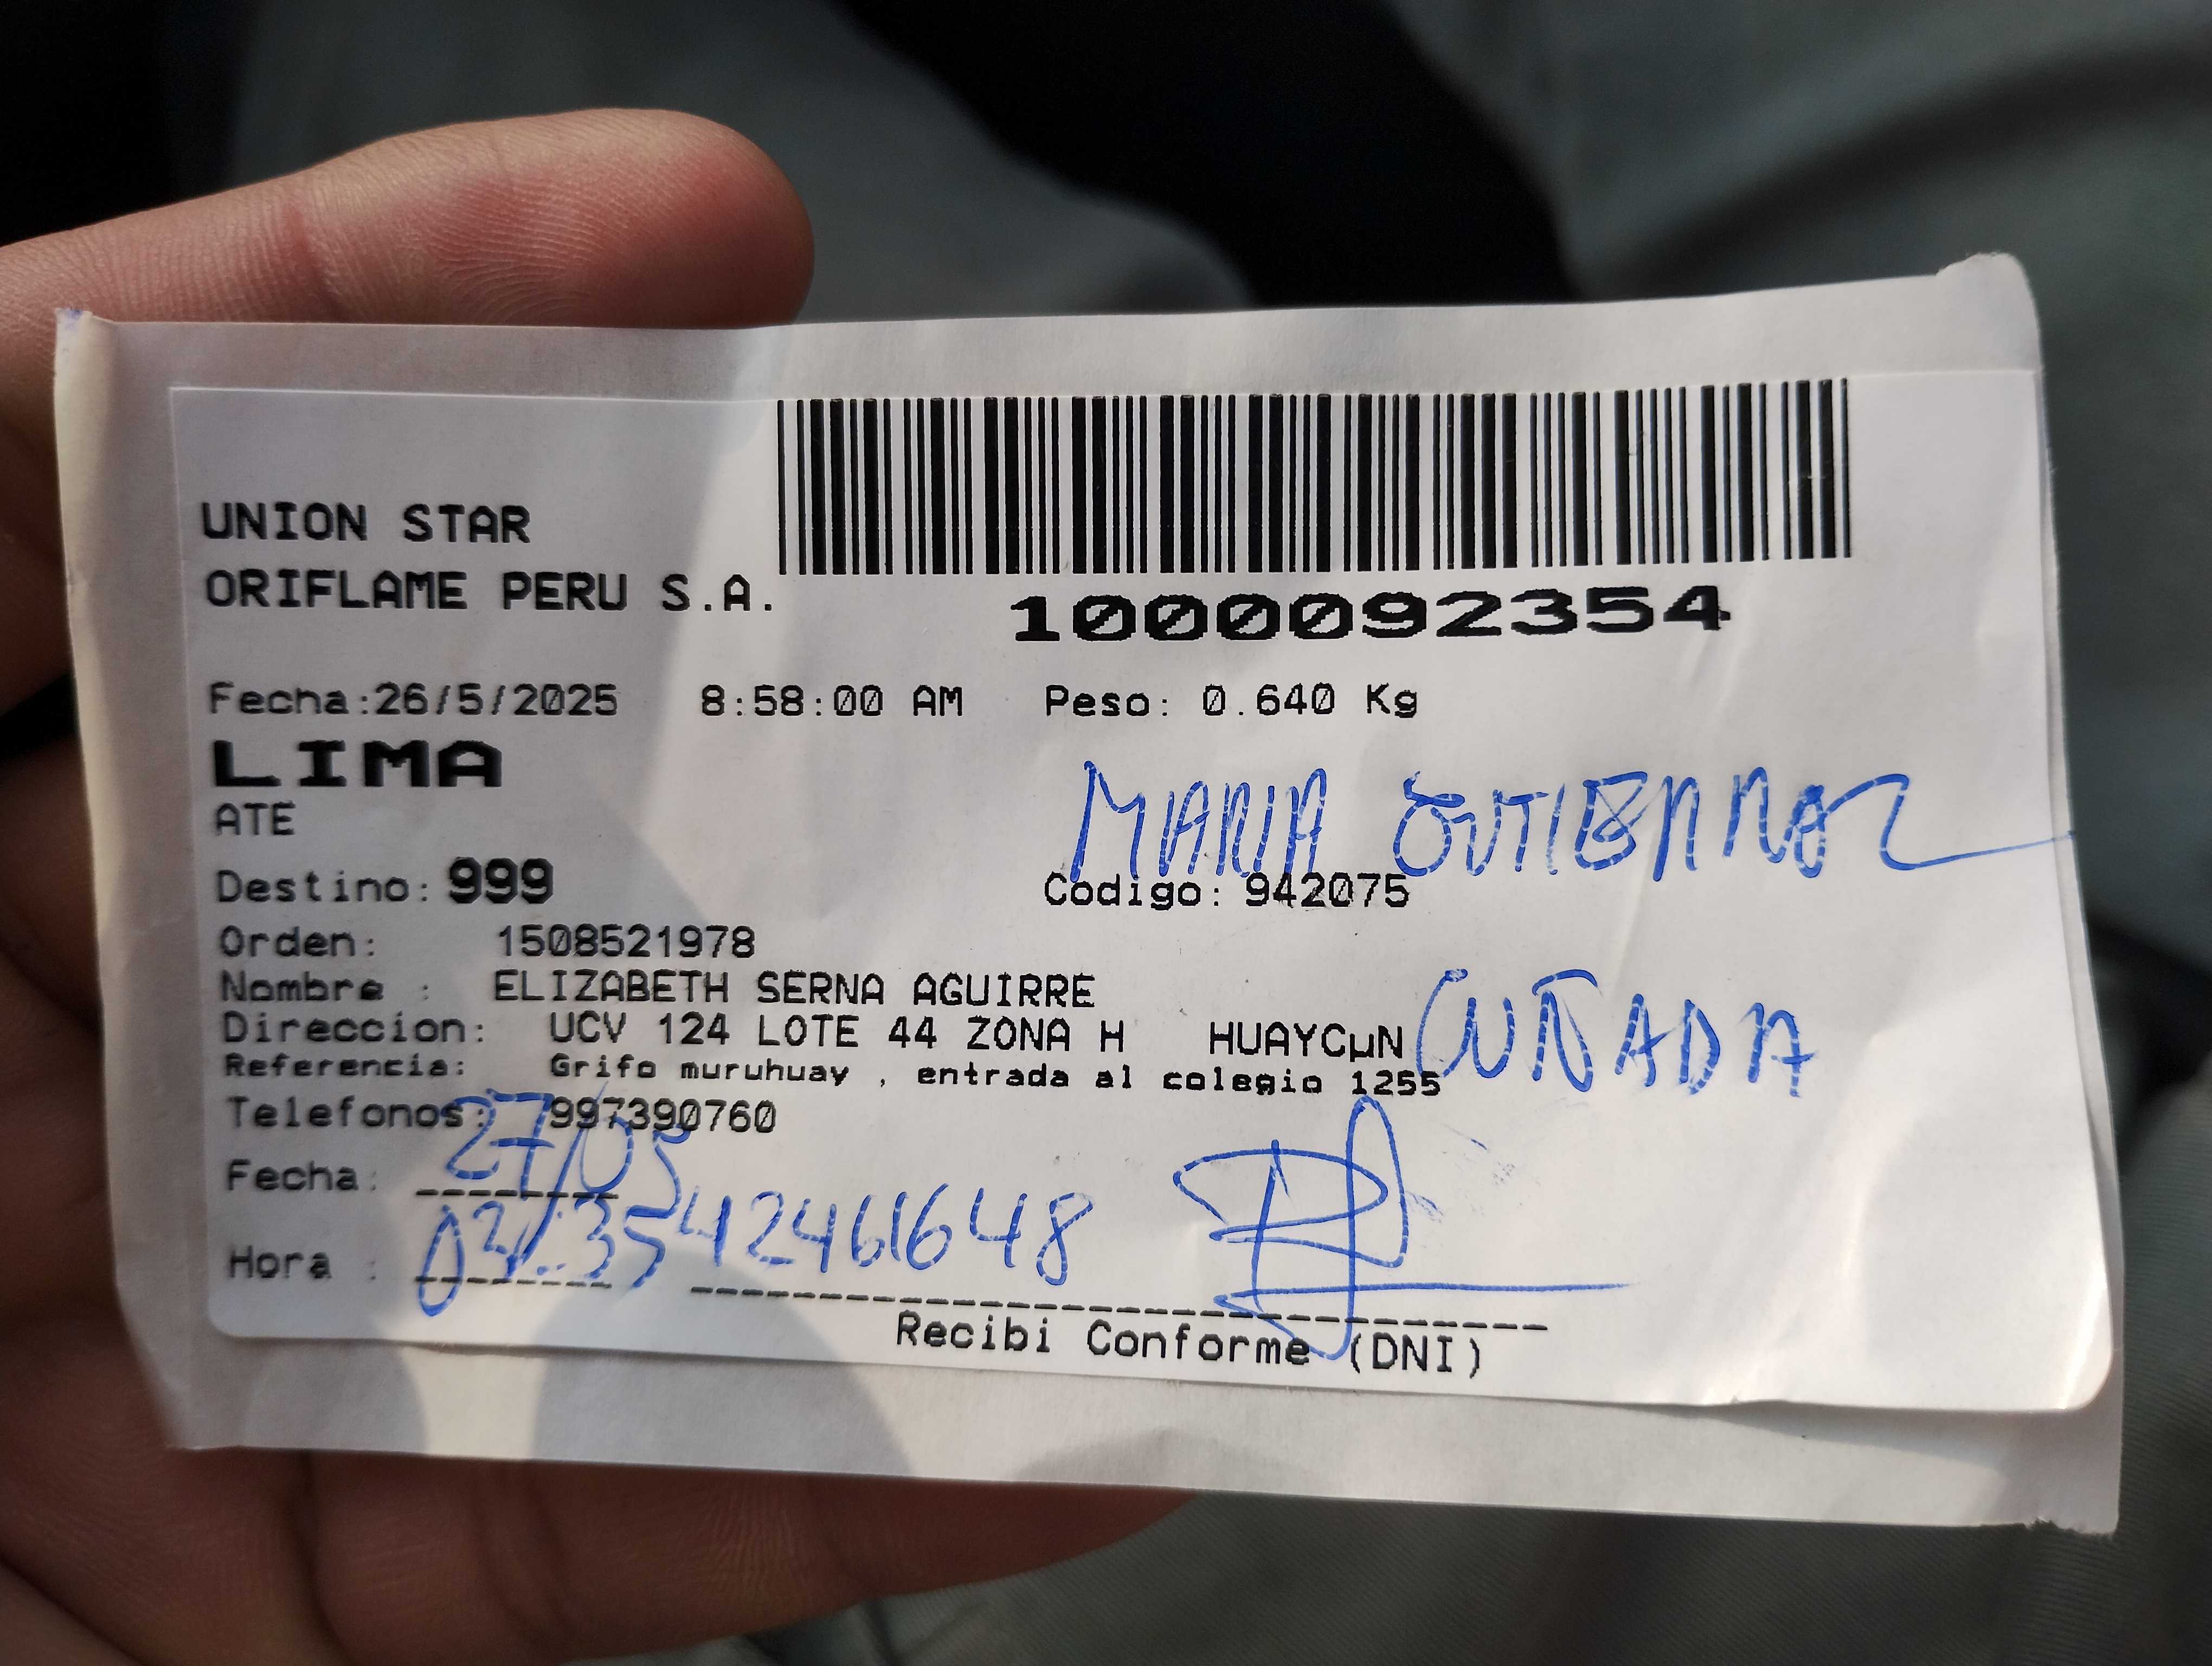 UNION STAR
ORIFLAME PERU S.A.
1000092354
Fecha:26/5/2025 8:58:00 AM Peso: 0.640 Kg
LIMA
ATE
MARIA GUTIERREZ
Destino: 999 Codigo: 942075
Orden: 1508521978
Nombre : ELIZABETH SERNA AGUIRRE
Direccion: UCV 124 LOTE 44 ZONA H HUAYCµN
CUÑADA
Referencia: Grifo muruhuay , entrada al colegio 1255
Telefonos: 997390760
Fecha: 27/05
Hora : 35 42461648
Recibi Conforme (DNI)